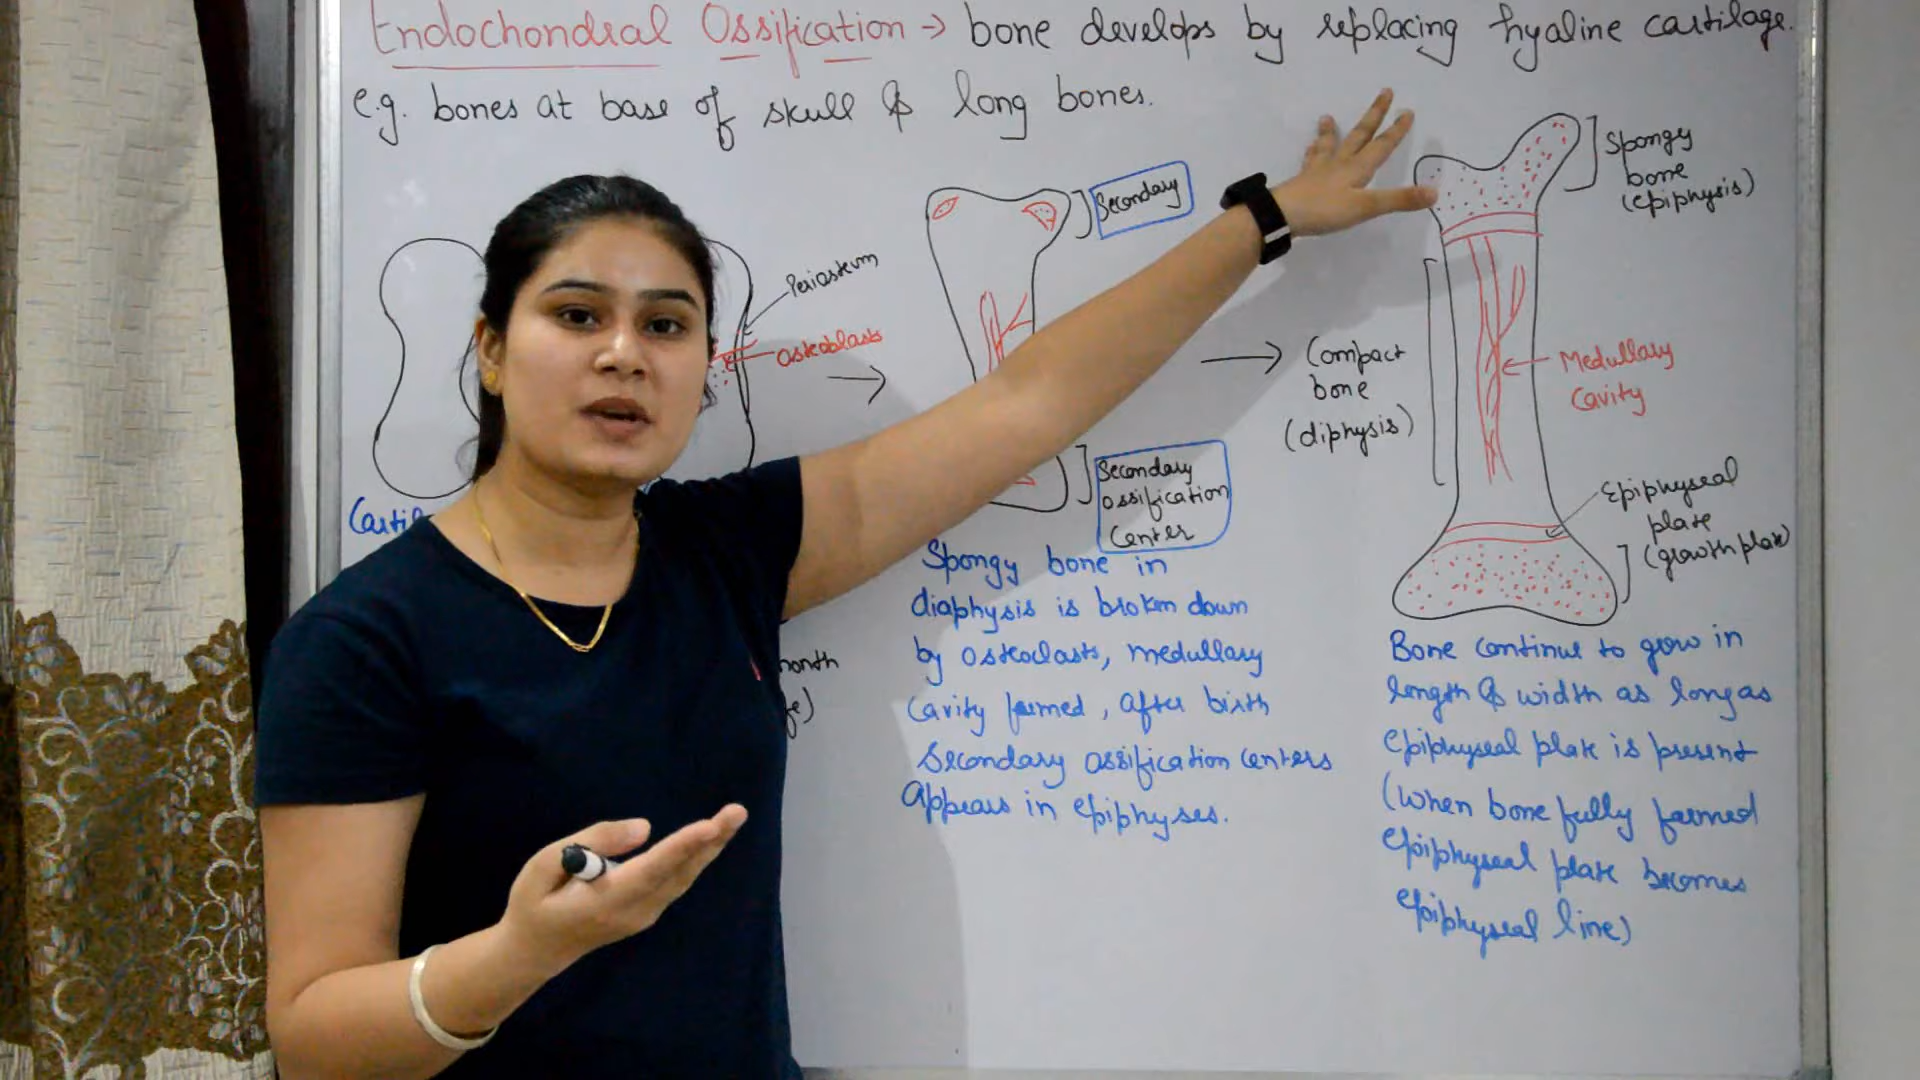 Endochondral Ossification → bone develops by replacing hyaline cartilage.
e.g. bones at base of skull & long bones.
Periosteum
Osteoblasts
Secondary
Secondary
Ossification
Center
Spongy bone in
diaphysis is broken down
by osteoclasts, medullary
cavity formed, after birth
secondary ossification centers
appears in epiphyses.
Spongy
bone
(epiphysis)
Compact
bone
(diphysis)
Medullary
Cavity
Epiphyseal
plate
(growth plate)
Bone continue to grow in
length & width as long as
epiphyseal plate is present
(When bone fully formed
epiphyseal plate becomes
epiphyseal line)